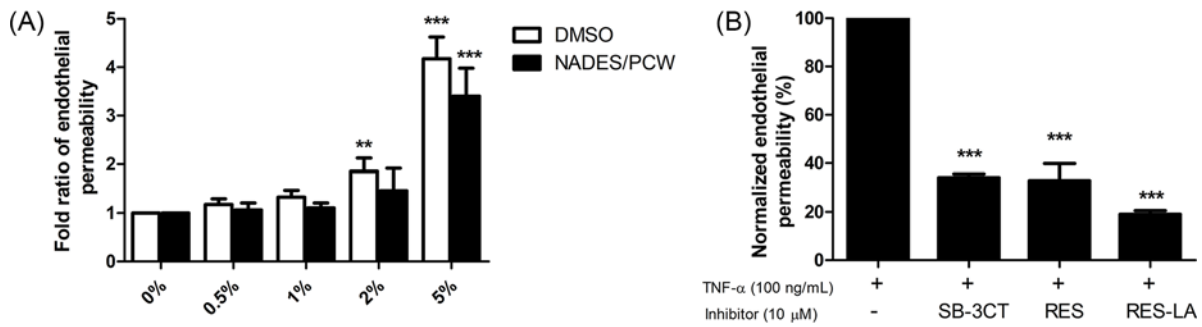 (A)
Fold ratio of endothelial
permeability
5
4
3
2
1
0
***
***
**
DMSO
NADES/PCW
0%
0.5%
1%
2%
5%
(B)
Normalized endothelial
permeability (%)
100
80
60
40
20
0
***
***
***
TNF-α (100 ng/mL) + + + +
Inhibitor (10 μM) - SB-3CT RES RES-LA